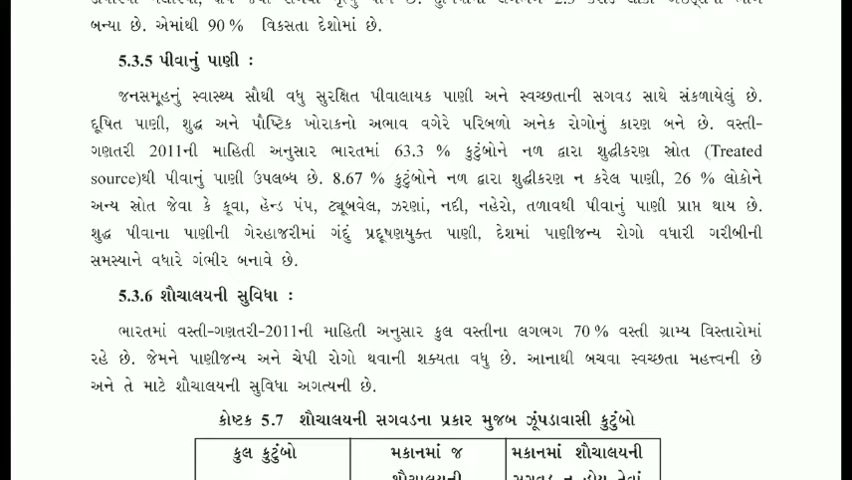 બન્યા છે. એમાંથી 90 % વિકસતા દેશોમાં છે.
5.3.5 પીવાનું પાણી :
જનસમૂહનું સ્વાસ્થ્ય સૌથી વધુ સુરક્ષિત પીવાલાયક પાણી અને સ્વચ્છતાની સગવડ સાથે સંકળાયેલું છે.
દૂષિત પાણી, શુદ્ધ અને પૌષ્ટિક ખોરાકનો અભાવ વગેરે પરિબળો અનેક રોગોનું કારણ બને છે. વસ્તી-
ગણતરી 2011ની માહિતી અનુસાર ભારતમાં 63.3 % કુટુંબોને નળ દ્વારા શુદ્ધીકરણ સ્રોત (Treated
source)થી પીવાનું પાણી ઉપલબ્ધ છે. 8.67 % કુટુંબોને નળ દ્વારા શુદ્ધીકરણ ન કરેલ પાણી, 26 % લોકોને
અન્ય સ્રોત જેવા કે કૂવા, હૅન્ડ પંપ, ટ્યૂબવેલ, ઝરણાં, નદી, નહેરો, તળાવથી પીવાનું પાણી પ્રાપ્ત થાય છે.
શુદ્ધ પીવાના પાણીની ગેરહાજરીમાં ગંદું પ્રદૂષણયુક્ત પાણી, દેશમાં પાણીજન્ય રોગો વધારી ગરીબીની
સમસ્યાને વધારે ગંભીર બનાવે છે.
5.3.6 શૌચાલયની સુવિધા :
ભારતમાં વસ્તી-ગણતરી-2011ની માહિતી અનુસાર કુલ વસ્તીના લગભગ 70 % વસ્તી ગ્રામ્ય વિસ્તારોમાં
રહે છે. જેમને પાણીજન્ય અને ચેપી રોગો થવાની શક્યતા વધુ છે. આનાથી બચવા સ્વચ્છતા મહત્ત્વની છે
અને તે માટે શૌચાલયની સુવિધા અગત્યની છે.
કોષ્ટક 5.7 શૌચાલયની સગવડના પ્રકાર મુજબ ઝૂંપડાવાસી કુટુંબો
કુલ કુટુંબો
મકાનમાં જ
મકાનમાં શૌચાલયની